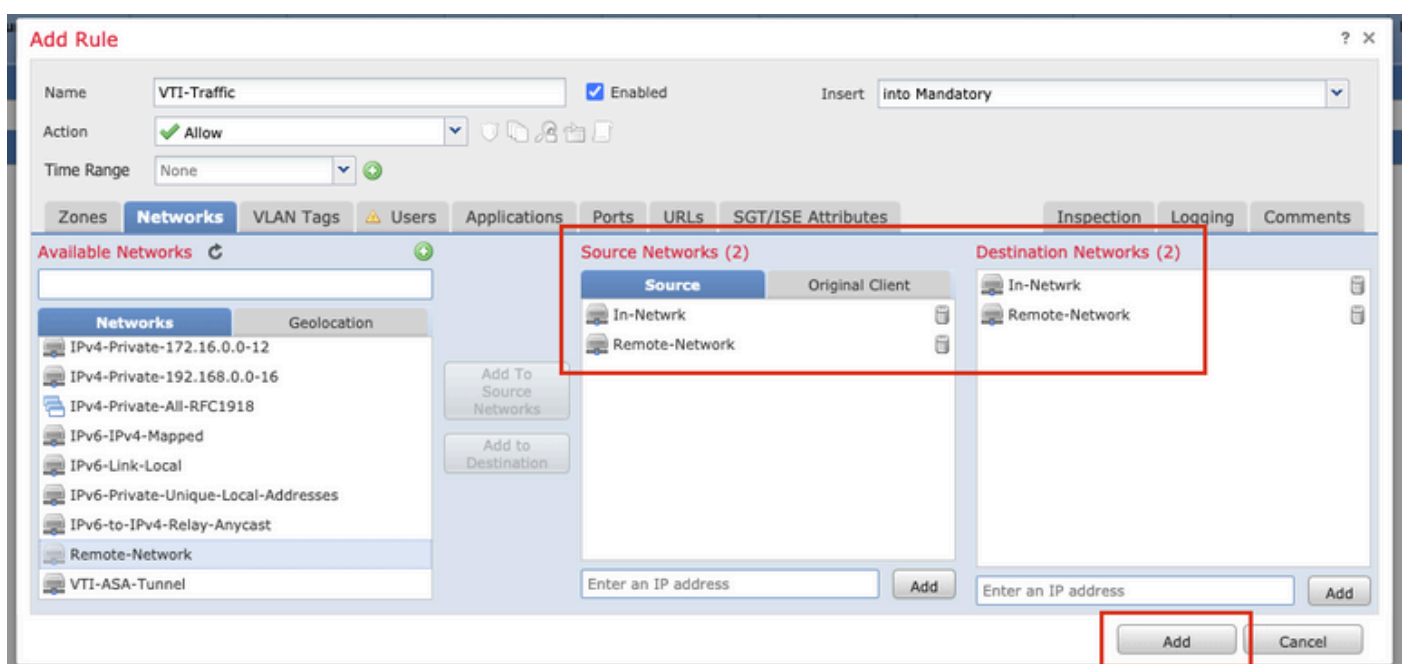 Add Rule ? ×
Name VTI-Traffic Enabled Insert into Mandatory
Action Allow
Time Range None
Zones Networks VLAN Tags Users Applications Ports URLs SGT/ISE Attributes Inspection Logging Comments
Available Networks
Networks Geolocation
IPv4-Private-172.16.0.0-12
IPv4-Private-192.168.0.0-16
IPv4-Private-All-RFC1918
IPv6-IPv4-Mapped
IPv6-Link-Local
IPv6-Private-Unique-Local-Addresses
IPv6-to-IPv4-Relay-Anycast
Remote-Network
VTI-ASA-Tunnel
Add To
Source
Networks
Add to
Destination
Source Networks (2)
Source Original Client
In-Netwrk
Remote-Network
Enter an IP address Add
Destination Networks (2)
In-Netwrk
Remote-Network
Enter an IP address Add
Add Cancel